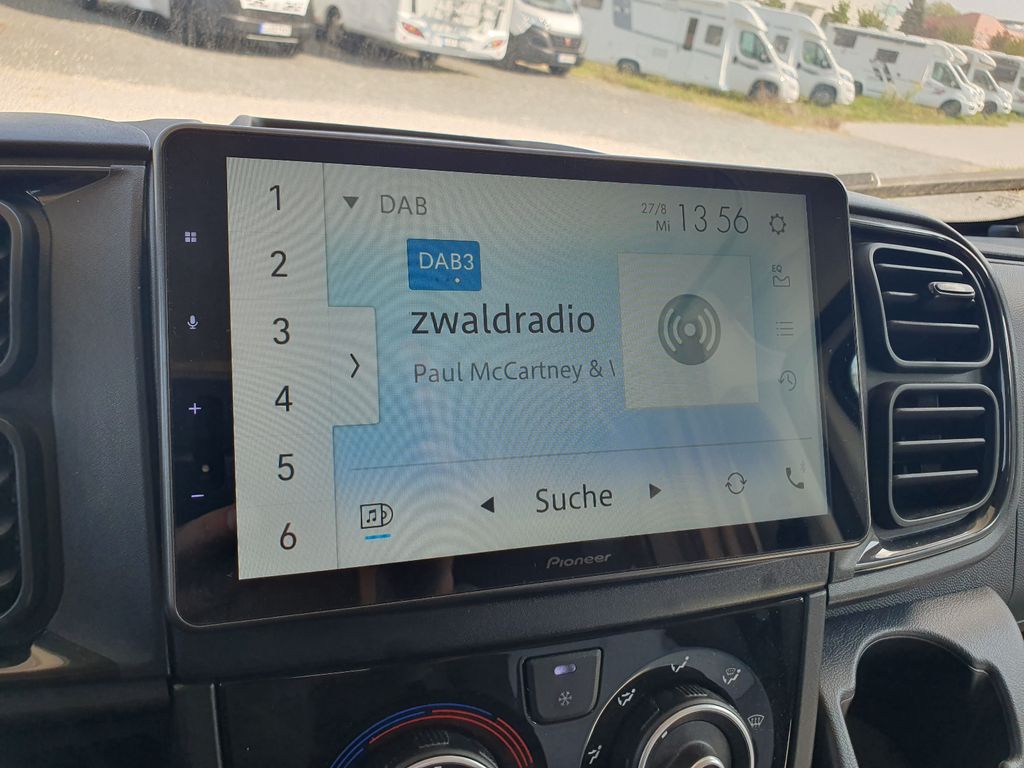 1
2
3
4
5
6
DAB
27/8
Mi
13 56
EQ
DAB3
zwaldradio
Paul McCartney &
Suche
Pioneer